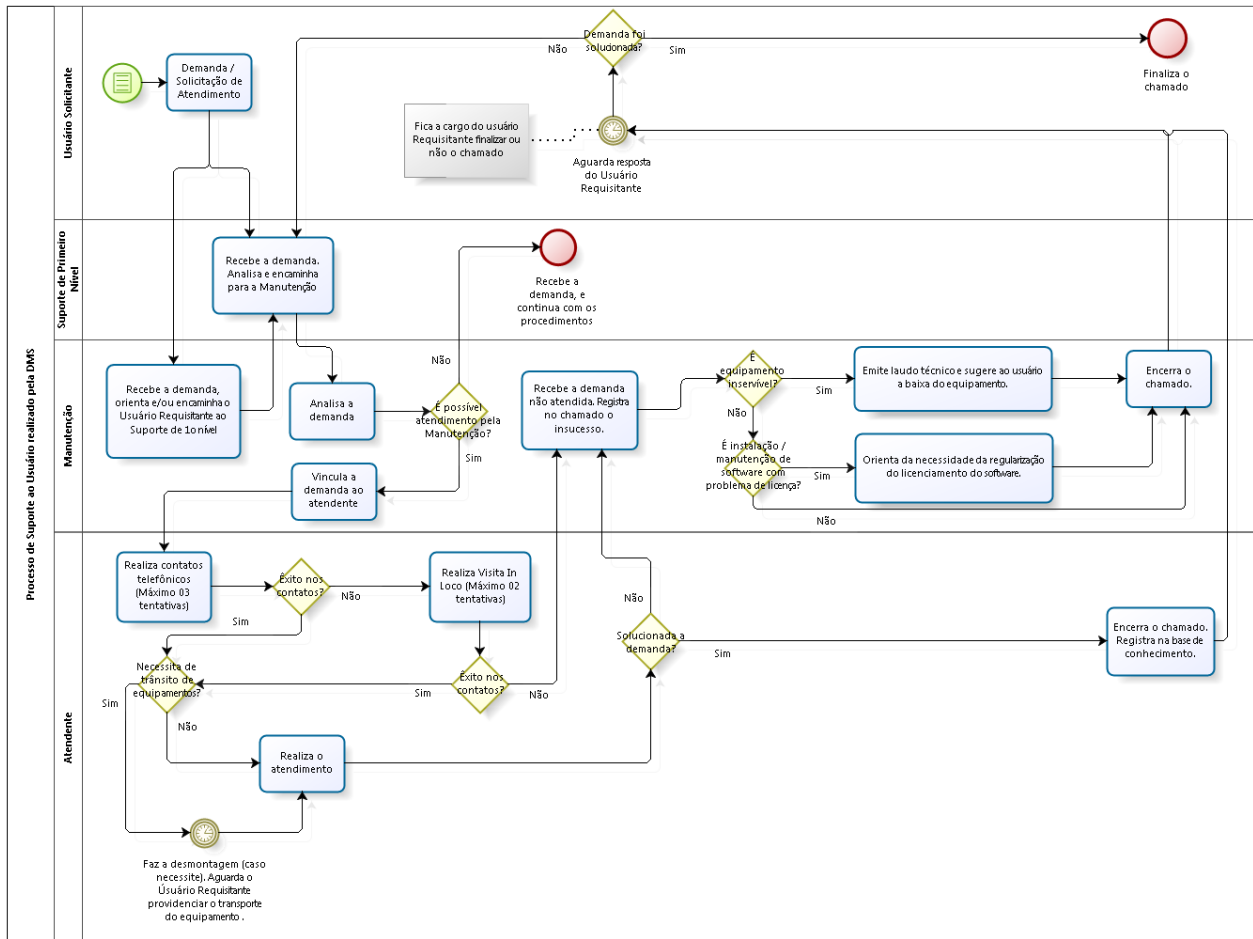 Processo de Suporte ao Usuário realizado pela DMS
Usuário Solicitante
Demanda /
Solicitação de
Atendimento
Demanda foi
solucionada?
Não
Sim
Finaliza o
chamado
Fica a cargo do usuário
Requisitante finalizar ou
não o chamado
Aguarda resposta
do Usuário
Requisitante
Suporte de Primeiro
Nível
Recebe a demanda.
Analisa e encaminha
para a Manutenção
Recebe a
demanda, e
continua com os
procedimentos
Manutenção
Recebe a demanda,
orienta e/ou encaminha o
Usuário Requisitante ao
Suporte de 1o nível
Analisa a
demanda
Não
É possível
atendimento pela
Manutenção?
Sim
Vincula a
demanda ao
atendente
Recebe a demanda
não atendida. Registra
no chamado o
insucesso.
É
equipamento
inservível?
Sim
Não
Emite laudo técnico e sugere ao usuário
a baixa do equipamento.
Encerra o
chamado.
É instalação /
manutenção de
software com
problema de licença?
Sim
Não
Orienta da necessidade da regularização
do licenciamento do software.
Atendente
Realiza contatos
telefônicos
(Máximo 03
tentativas)
Êxito nos
contatos?
Não
Sim
Realiza Visita In
Loco (Máximo 02
tentativas)
Êxito nos
contatos?
Sim
Não
Necessita de
trânsito de
equipamentos?
Sim
Não
Realiza o
atendimento
Faz a desmontagem (caso
necessite). Aguarda o
Úsuário Requisitante
providenciar o transporte
do equipamento .
Não
Solucionada a
demanda?
Sim
Encerra o chamado.
Registra na base de
conhecimento.